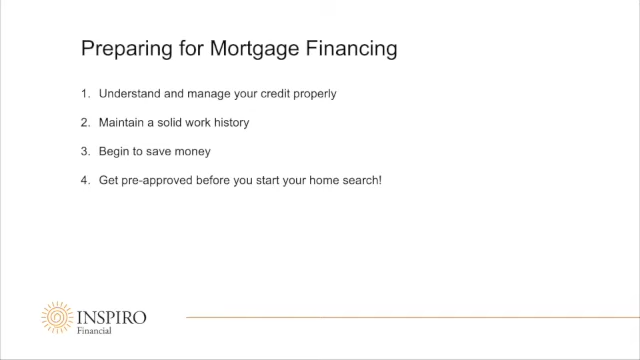 Preparing for Mortgage Financing
1. Understand and manage your credit properly
2. Maintain a solid work history
3. Begin to save money
4. Get pre-approved before you start your home search!
INSPIRO
Financial